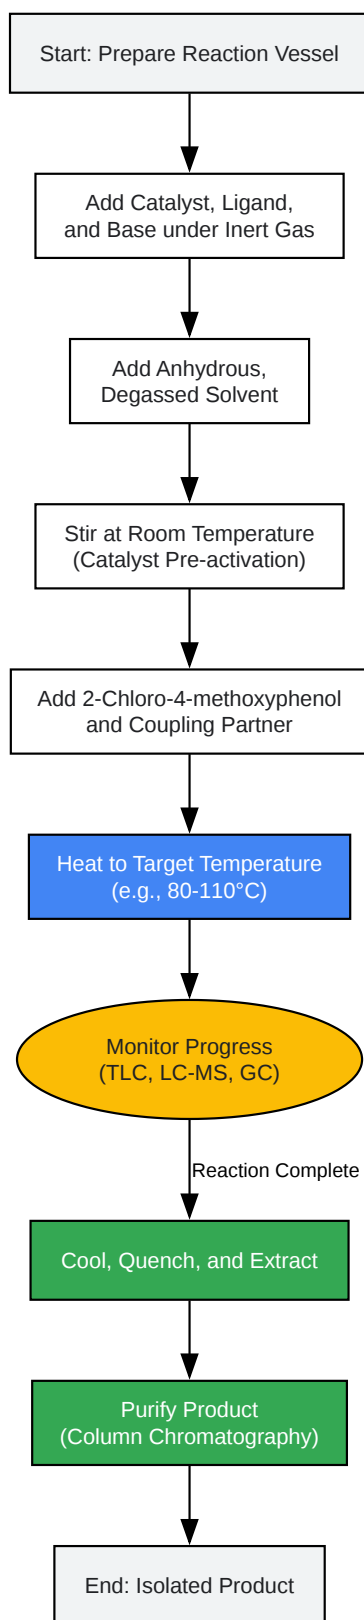 Start: Prepare Reaction Vessel
Add Catalyst, Ligand,
and Base under Inert Gas
Add Anhydrous,
Degassed Solvent
Stir at Room Temperature
(Catalyst Pre-activation)
Add 2-Chloro-4-methoxyphenol
and Coupling Partner
Heat to Target Temperature
(e.g., 80-110°C)
Monitor Progress
(TLC, LC-MS, GC)
Reaction Complete
Cool, Quench, and Extract
Purify Product
(Column Chromatography)
End: Isolated Product